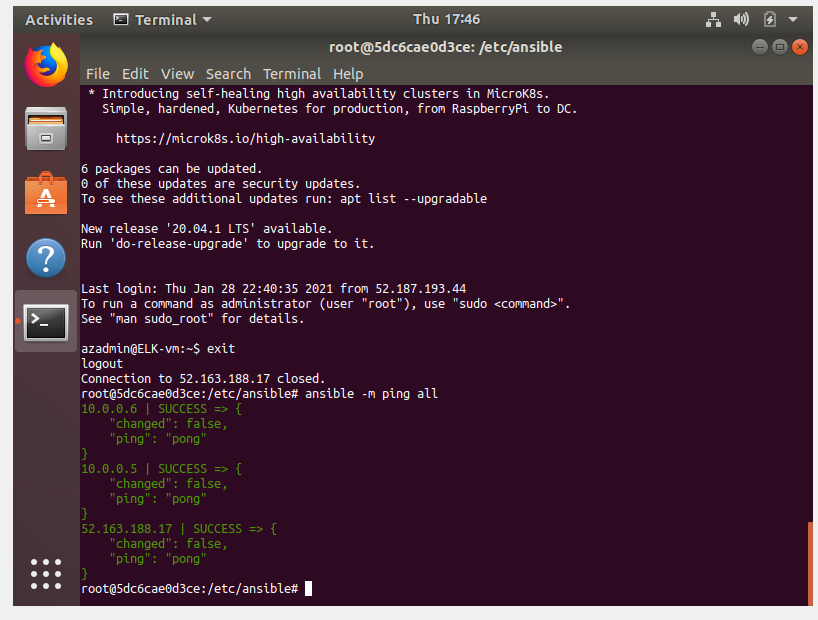 Activities Terminal Thu 17:46
root@5dc6cae0d3ce: /etc/ansible
File Edit View Search Terminal Help
* Introducing self-healing high availability clusters in MicroK8s.
Simple, hardened, Kubernetes for production, from RaspberryPi to DC.
https://microk8s.io/high-availability
6 packages can be updated.
0 of these updates are security updates.
To see these additional updates run: apt list --upgradable
New release '20.04.1 LTS' available.
Run 'do-release-upgrade' to upgrade to it.
Last login: Thu Jan 28 22:40:35 2021 from 52.187.193.44
To run a command as administrator (user "root"), use "sudo <command>".
See "man sudo_root" for details.
azadmin@ELK-vm:~$ exit
logout
Connection to 52.163.188.17 closed.
root@5dc6cae0d3ce:/etc/ansible# ansible -m ping all
10.0.0.6 | SUCCESS => {
"changed": false,
"ping": "pong"
}
10.0.0.5 | SUCCESS => {
"changed": false,
"ping": "pong"
}
52.163.188.17 | SUCCESS => {
"changed": false,
"ping": "pong"
}
root@5dc6cae0d3ce:/etc/ansible#